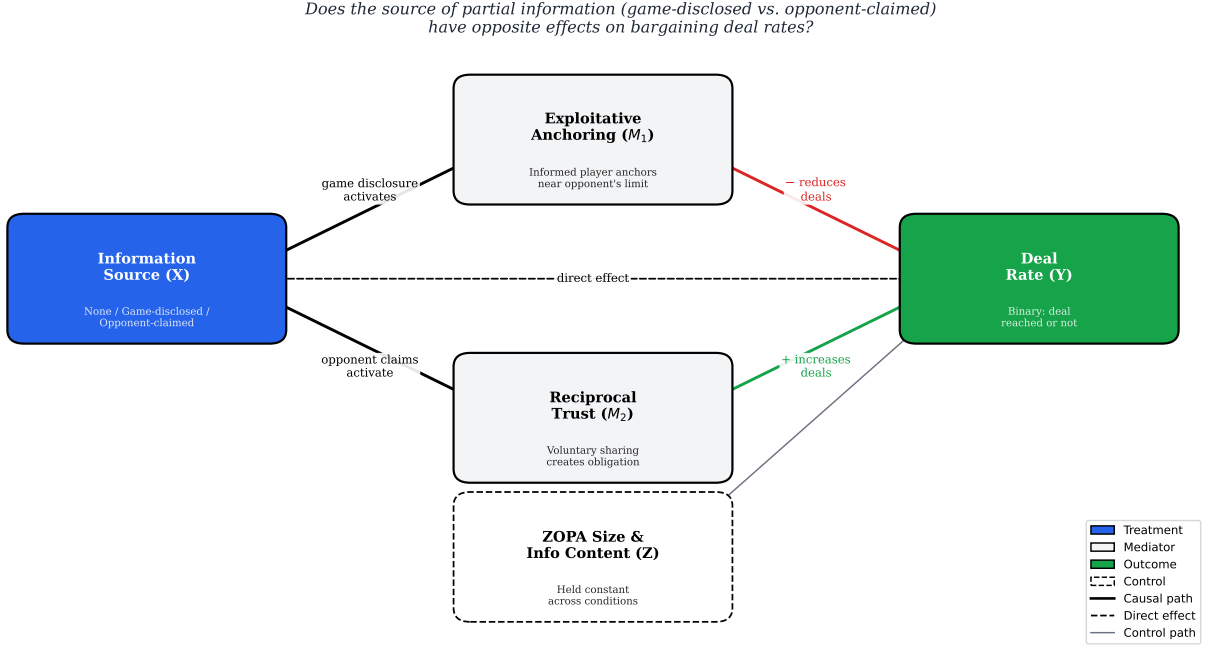 Does the source of partial information (game-disclosed vs. opponent-claimed)
have opposite effects on bargaining deal rates?
Exploitative
Anchoring (M₁)
Informed player anchors
near opponent's limit
game disclosure
activates
− reduces
deals
Information
Source (X)
None / Game-disclosed /
Opponent-claimed
direct effect
Deal
Rate (Y)
Binary: deal
reached or not
opponent claims
activate
+ increases
deals
Reciprocal
Trust (M₂)
Voluntary sharing
creates obligation
ZOPA Size &
Info Content (Z)
Held constant
across conditions
Treatment
Mediator
Outcome
Control
Causal path
Direct effect
Control path